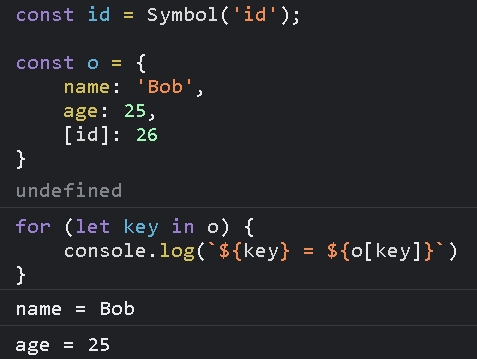 const id = Symbol('id');
const o = {
    name: 'Bob',
    age: 25,
    [id]: 26
}
undefined
for (let key in o) {
    console.log(`${key} = ${o[key]}`)
}
name = Bob
age = 25